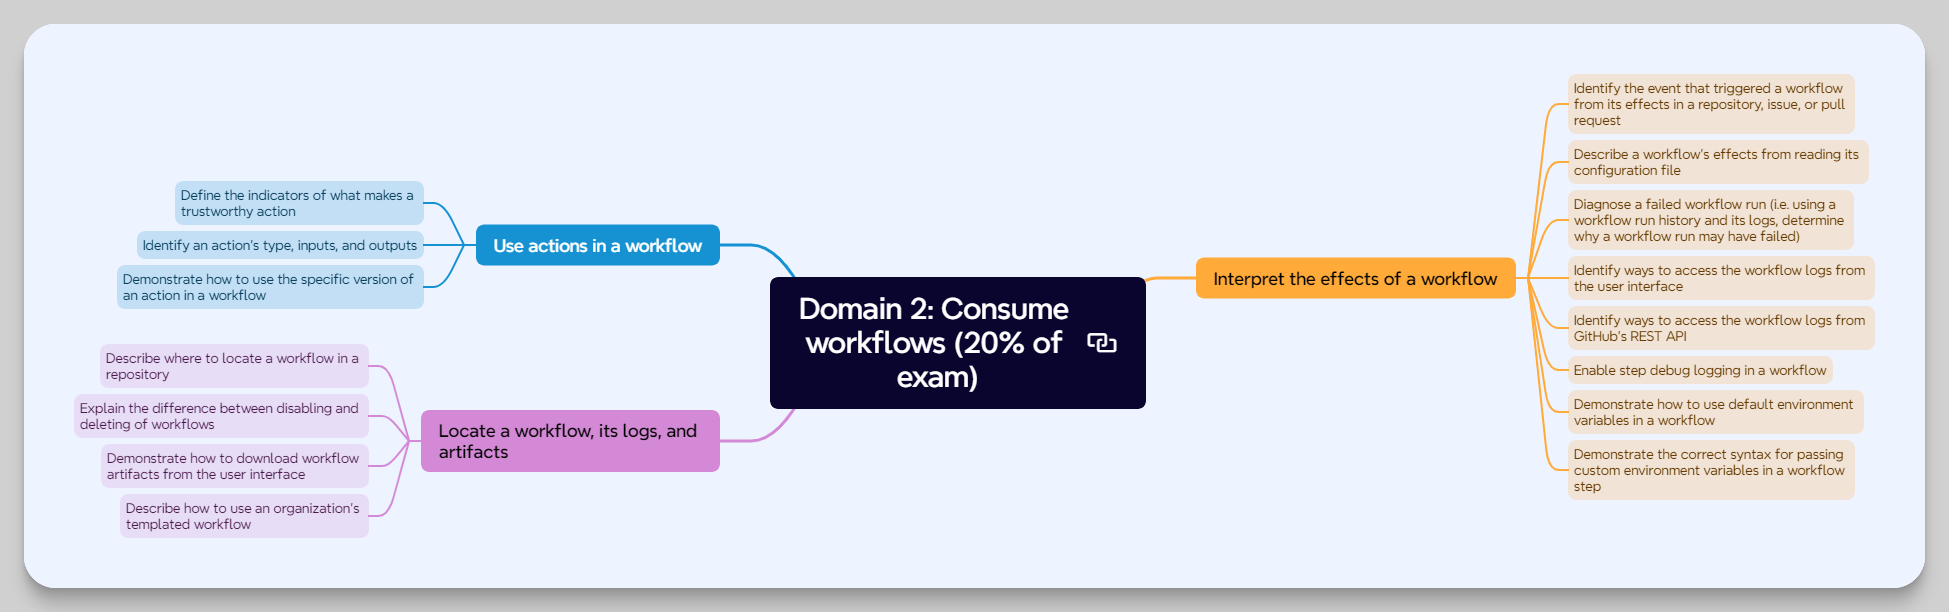 Domain 2: Consume
workflows (20% of
exam)
Use actions in a workflow
Define the indicators of what makes a
trustworthy action
Identify an action's type, inputs, and outputs
Demonstrate how to use the specific version of
an action in a workflow
Locate a workflow, its logs, and
artifacts
Describe where to locate a workflow in a
repository
Explain the difference between disabling and
deleting of workflows
Demonstrate how to download workflow
artifacts from the user interface
Describe how to use an organization's
templated workflow
Interpret the effects of a workflow
Identify the event that triggered a workflow
from its effects in a repository, issue, or pull
request
Describe a workflow's effects from reading its
configuration file
Diagnose a failed workflow run (i.e. using a
workflow run history and its logs, determine
why a workflow run may have failed)
Identify ways to access the workflow logs from
the user interface
Identify ways to access the workflow logs from
GitHub's REST API
Enable step debug logging in a workflow
Demonstrate how to use default environment
variables in a workflow
Demonstrate the correct syntax for passing
custom environment variables in a workflow
step